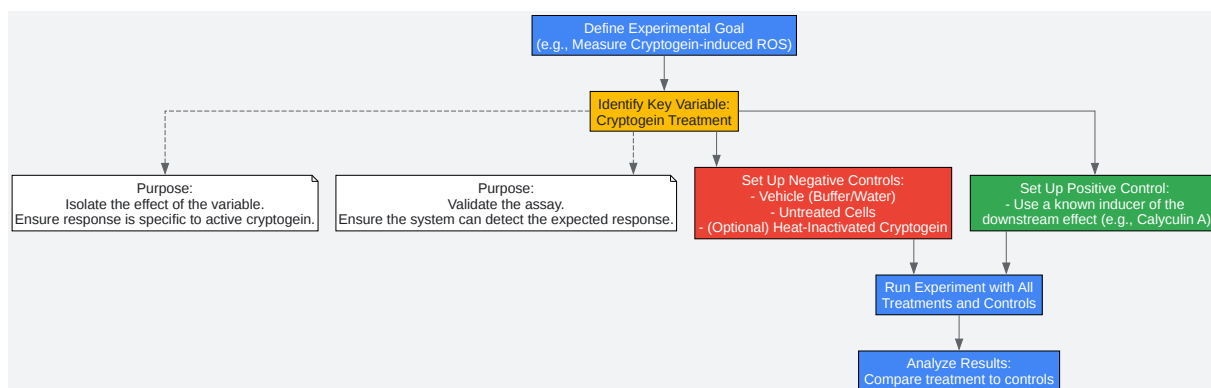 Define Experimental Goal
(e.g., Measure Cryptogein-induced ROS)
Identify Key Variable:
Cryptogein Treatment
Purpose:
Isolate the effect of the variable.
Ensure response is specific to active cryptogein.
Purpose:
Validate the assay.
Ensure the system can detect the expected response.
Set Up Negative Controls:
- Vehicle (Buffer/Water)
- Untreated Cells
- (Optional) Heat-Inactivated Cryptogein
Set Up Positive Control:
- Use a known inducer of the
downstream effect (e.g., Calyculin A)
Run Experiment with All
Treatments and Controls
Analyze Results:
Compare treatment to controls